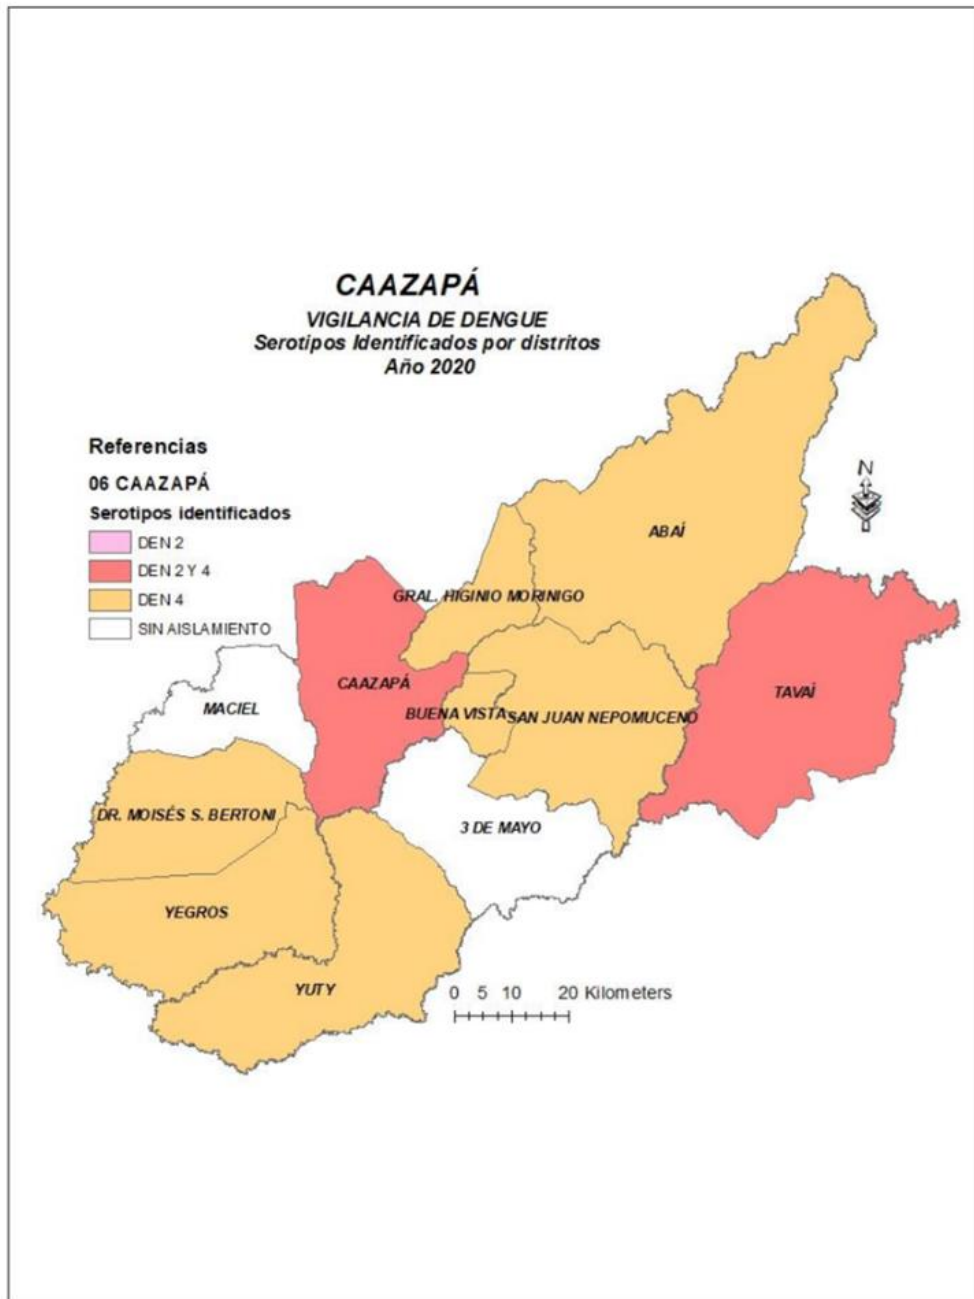 CAAZAPÁ
VIGILANCIA DE DENGUE
Serotipos Identificados por distritos
Año 2020
Referencias
06 CAAZAPÁ
Serotipos identificados
DEN 2
DEN 2 Y 4
DEN 4
SIN AISLAMIENTO
N
ABAÍ
GRAL. HIGINIO MORINIGO
CAAZAPÁ
TAVAÍ
MACIEL
BUENA VISTA
SAN JUAN NEPOMUCENO
DR. MOISÉS S. BERTONI
3 DE MAYO
YEGROS
YUTY
0 5 10 20 Kilometers